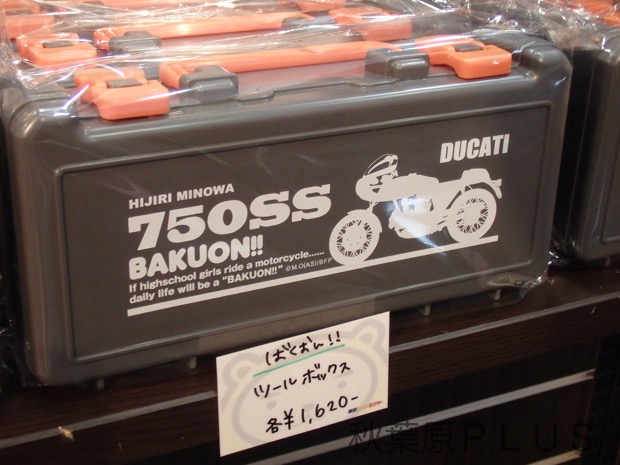 DUCATI
HIJIRI MINOWA
750SS
BAKUON!!
If highschool girls ride a motorcycle......
daily life will be a "BAKUON!!" ©M.O(AS)/BFP
ばくおん!!
ツールボックス
各¥1,620-
秋葉原PLUS